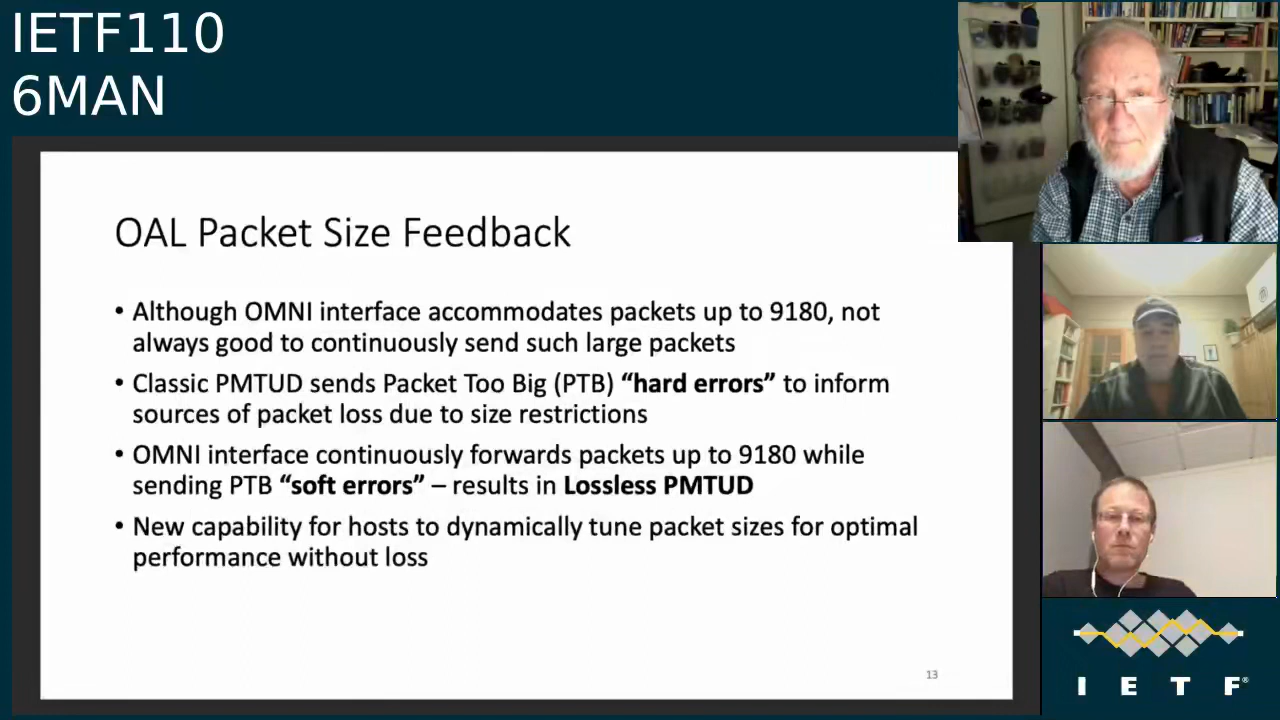 IETF110
6MAN
OAL Packet Size Feedback
• Although OMNI interface accommodates packets up to 9180, not
always good to continuously send such large packets
• Classic PMTUD sends Packet Too Big (PTB) “hard errors” to inform
sources of packet loss due to size restrictions
• OMNI interface continuously forwards packets up to 9180 while
sending PTB “soft errors” – results in Lossless PMTUD
• New capability for hosts to dynamically tune packet sizes for optimal
performance without loss
13
I E T F®